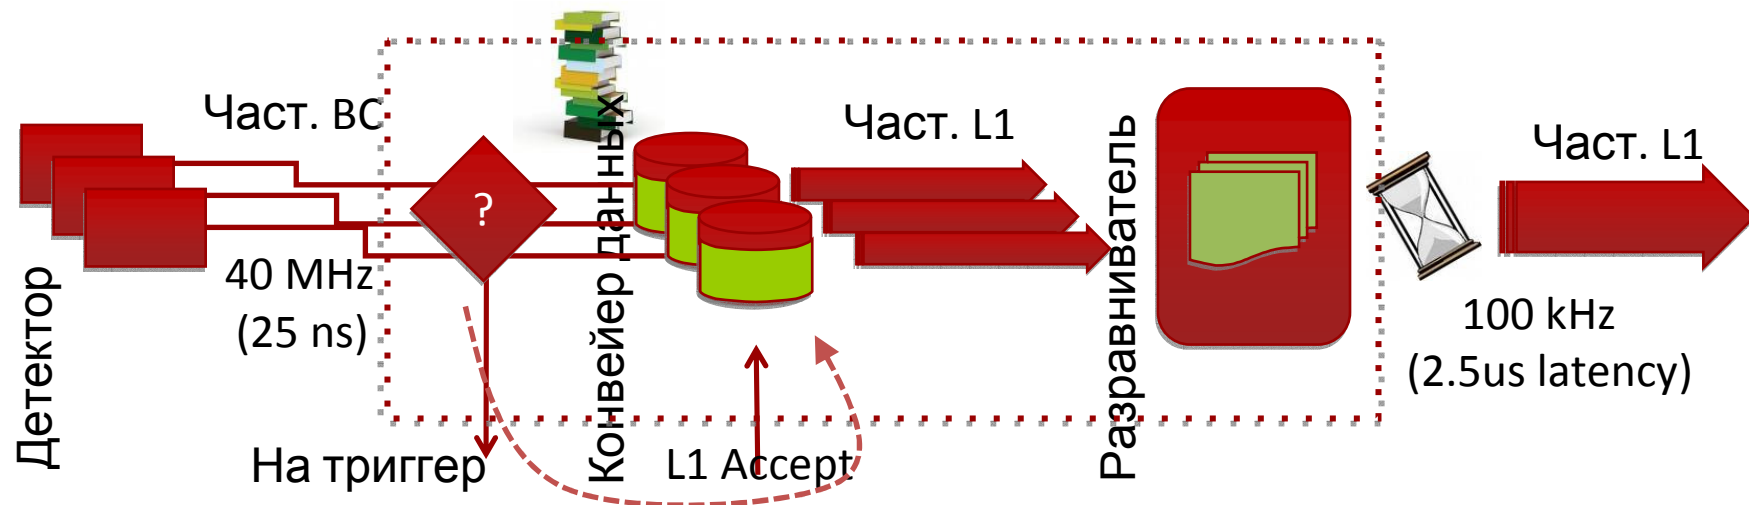 Детектор
Част. BC
40 MHz
(25 ns)
?
На триггер
Конвейер данных
L1 Accept
Част. L1
Разравниватель
Част. L1
100 kHz
(2.5us latency)